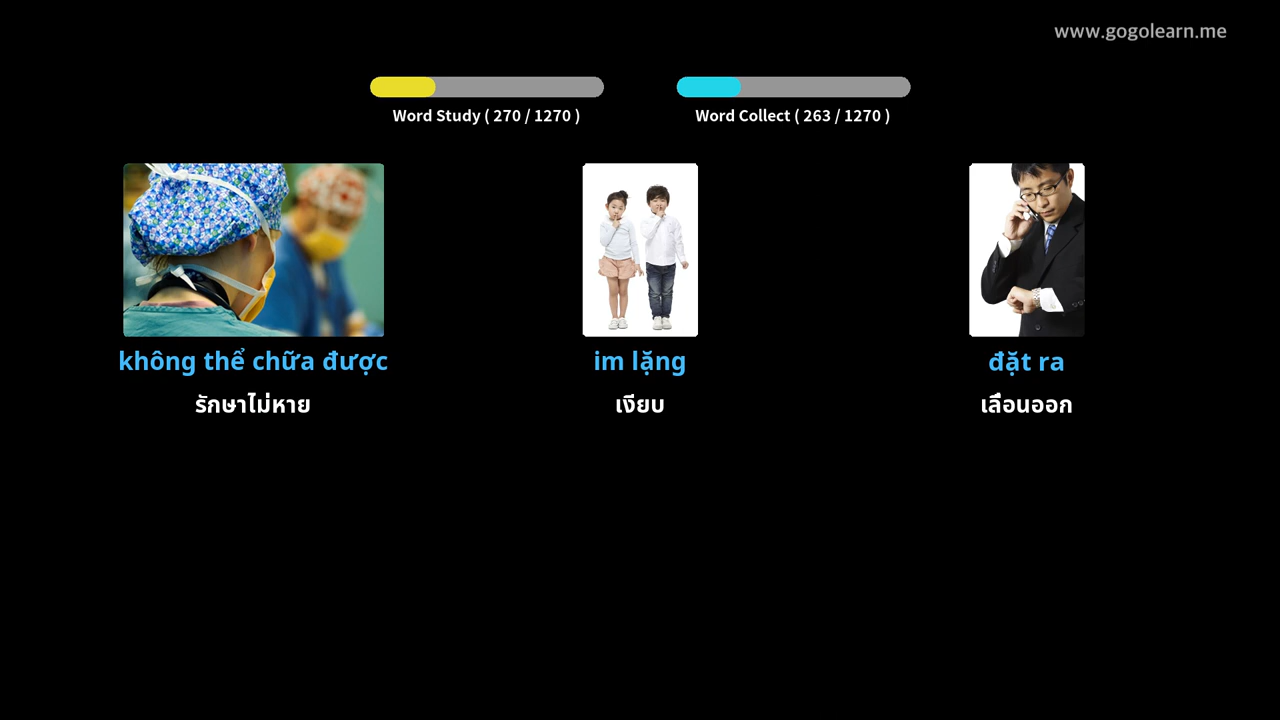 www.gogolearn.me
Word Study ( 270 / 1270 )
Word Collect ( 263 / 1270 )
không thể chữa được
im lặng
đặt ra
รักษาไม่หาย
เงียบ
เลื่อนออก